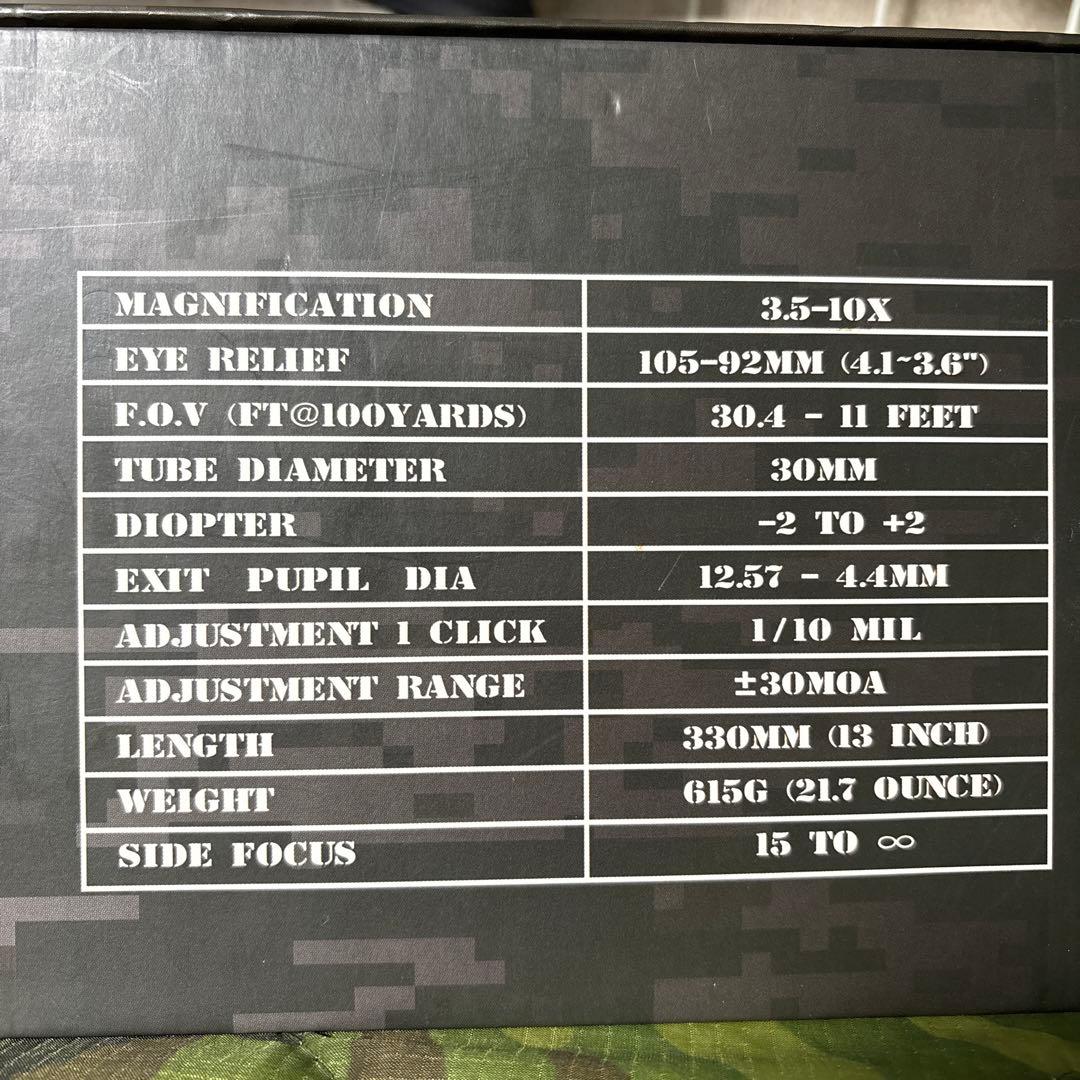 MAGNIFICATION 3.5-10X
EYE RELIEF 105-92MM (4.1~3.6")
F.O.V (FT@100YARDS) 30.4 - 11 FEET
TUBE DIAMETER 30MM
DIOPTER -2 TO +2
EXIT PUPIL DIA 12.57 - 4.4MM
ADJUSTMENT 1 CLICK 1/10 MIL
ADJUSTMENT RANGE ±30MOA
LENGTH 330MM (13 INCH)
WEIGHT 615G (21.7 OUNCE)
SIDE FOCUS 15 TO ∞